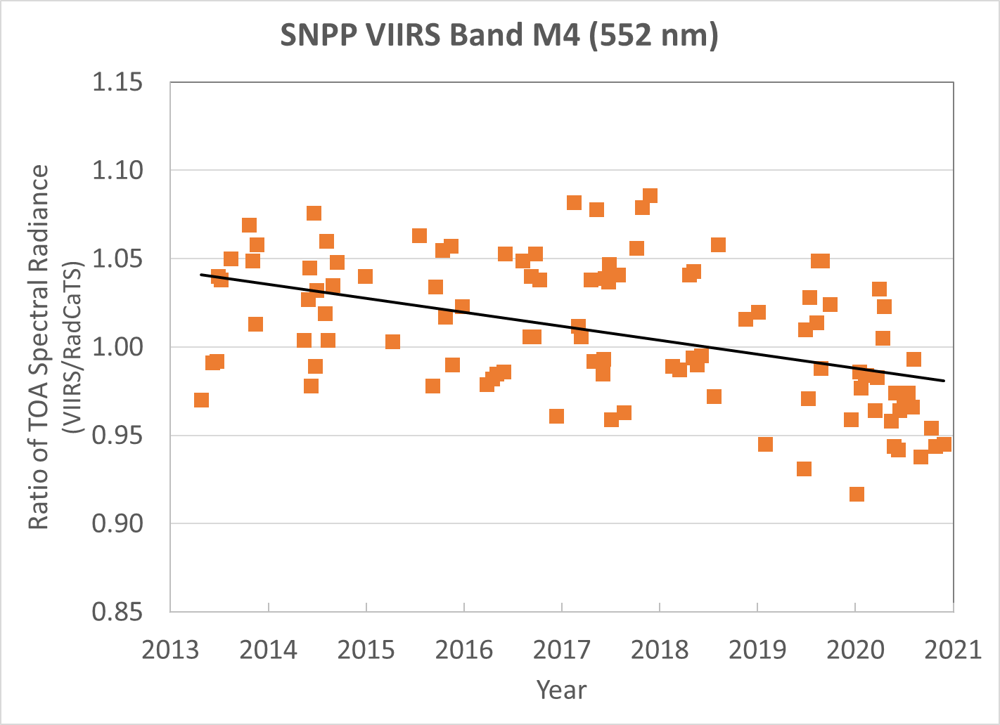 SNPP VIIRS Band M4 (552 nm)
Ratio of TOA Spectral Radiance
(VIIRS/RadCaTS)
1.15
1.10
1.05
1.00
0.95
0.90
0.85
2013 2014 2015 2016 2017 2018 2019 2020 2021
Year